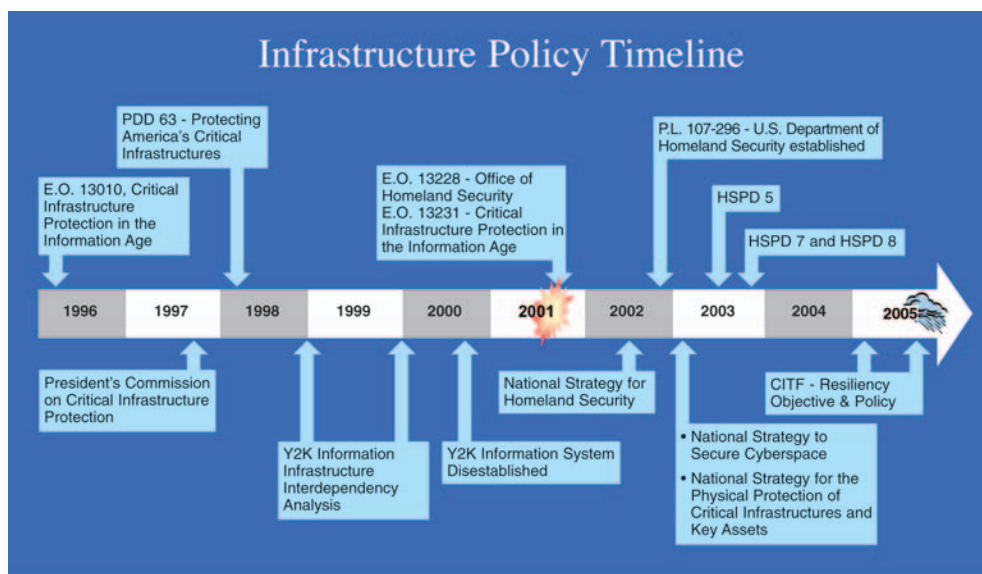 Infrastructure Policy Timeline
PDD 63 - Protecting
America's Critical
Infrastructures
E.O. 13010, Critical
Infrastructure
Protection in the
Information Age
E.O. 13228 - Office of
Homeland Security
E.O. 13231 - Critical
Infrastructure Protection in
the Information Age
P.L. 107-296 - U.S. Department of
Homeland Security established
HSPD 5
HSPD 7 and HSPD 8
1996 1997 1998 1999 2000 2001 2002 2003 2004 2005
President's Commission
on Critical Infrastructure
Protection
Y2K Information
Infrastructure
Interdependency
Analysis
Y2K Information System
Disestablished
National Strategy for
Homeland Security
• National Strategy to
Secure Cyberspace
• National Strategy for the
Physical Protection of
Critical Infrastructures and
Key Assets
CITF - Resiliency
Objective & Policy